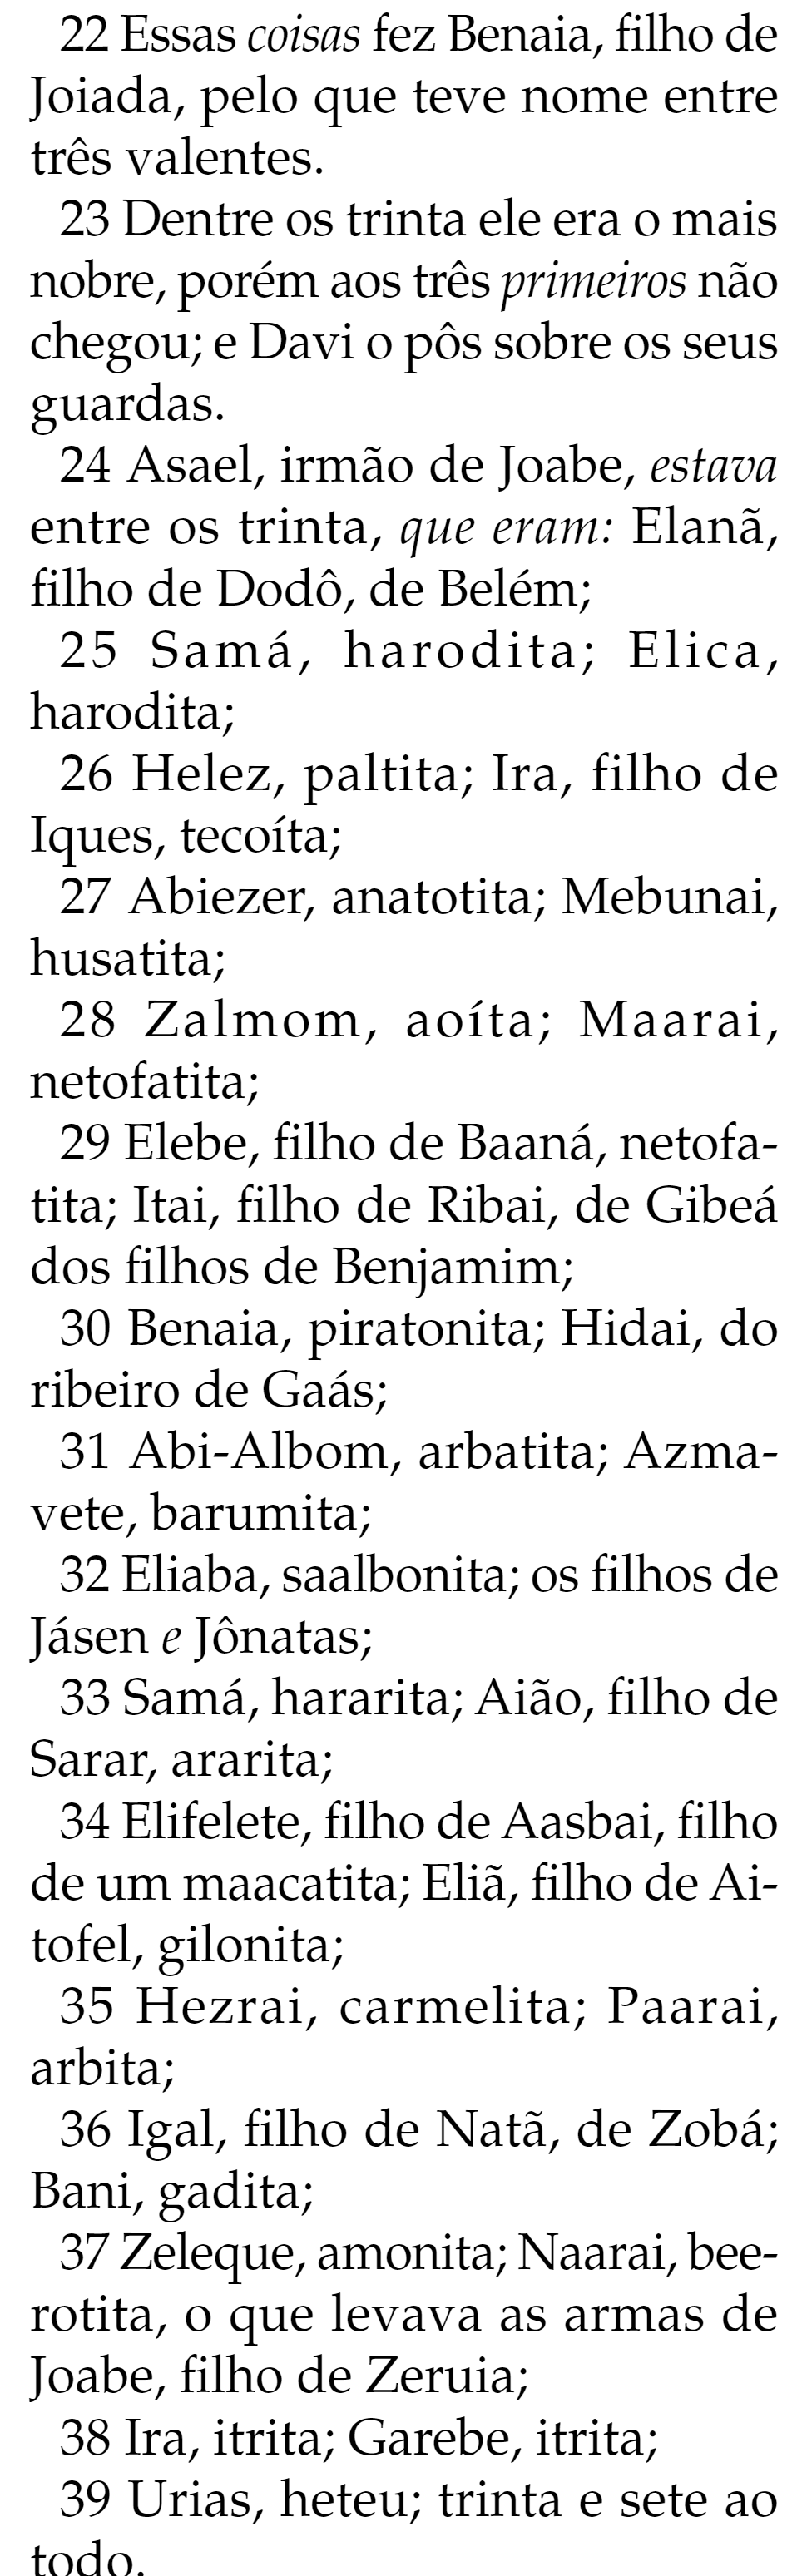 22 Essas coisas fez Benaia, filho de
Joiada, pelo que teve nome entre
três valentes.
23 Dentre os trinta ele era o mais
nobre, porém aos três primeiros não
chegou; e Davi o pôs sobre os seus
guardas.
24 Asael, irmão de Joabe, estava
entre os trinta, que eram: Elanã,
filho de Dodô, de Belém;
25 Samá, harodita; Elica,
harodita;
26 Helez, paltita; Ira, filho de
Iques, tecoíta;
27 Abiezer, anatotita; Mebunai,
husatita;
28 Zalmom, aoíta; Maarai,
netofatita;
29 Elebe, filho de Baaná, netofa-
tita; Itai, filho de Ribai, de Gibeá
dos filhos de Benjamim;
30 Benaia, piratonita; Hidai, do
ribeiro de Gaás;
31 Abi-Albom, arbatita; Azma-
vete, barumita;
32 Eliaba, saalbonita; os filhos de
Jásen e Jônatas;
33 Samá, hararita; Aião, filho de
Sarar, ararita;
34 Elifelete, filho de Aasbai, filho
de um maacatita; Eliã, filho de Ai-
tofel, gilonita;
35 Hezrai, carmelita; Paarai,
arbita;
36 Igal, filho de Natã, de Zobá;
Bani, gadita;
37 Zeleque, amonita; Naarai, bee-
rotita, o que levava as armas de
Joabe, filho de Zeruia;
38 Ira, itrita; Garebe, itrita;
39 Urias, heteu; trinta e sete ao
todo.